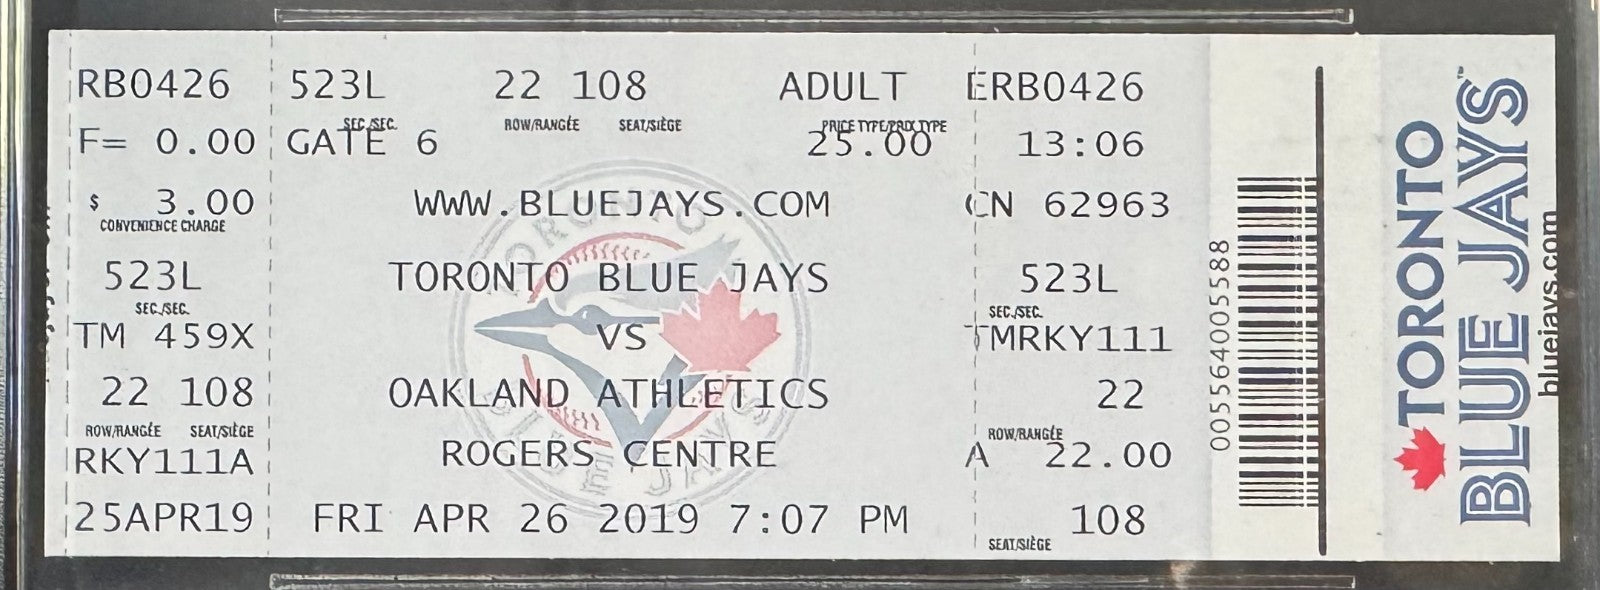 RB0426 523L 22 108 ADULT ERB0426
SEC./SEC. ROW/RANGÉE SEAT/SIÈGE PRICE TYPE/PRIX TYPE
F= 0.00 GATE 6 25.00 13:06
$ 3.00 WWW.BLUEJAYS.COM CN 62963
CONVENIENCE CHARGE
523L TORONTO BLUE JAYS 523L
SEC./SEC. SEC./SEC.
TM 459X VS TMRKY111
22 108 OAKLAND ATHLETICS 22
ROW/RANGÉE SEAT/SIÈGE ROW/RANGÉE
RKY111A ROGERS CENTRE A 22.00
25APR19 FRI APR 26 2019 7:07 PM 108
SEAT/SIÈGE
TORONTO
BLUE JAYS
0055640005588
TORONTO
BLUE JAYS™
bluejays.com